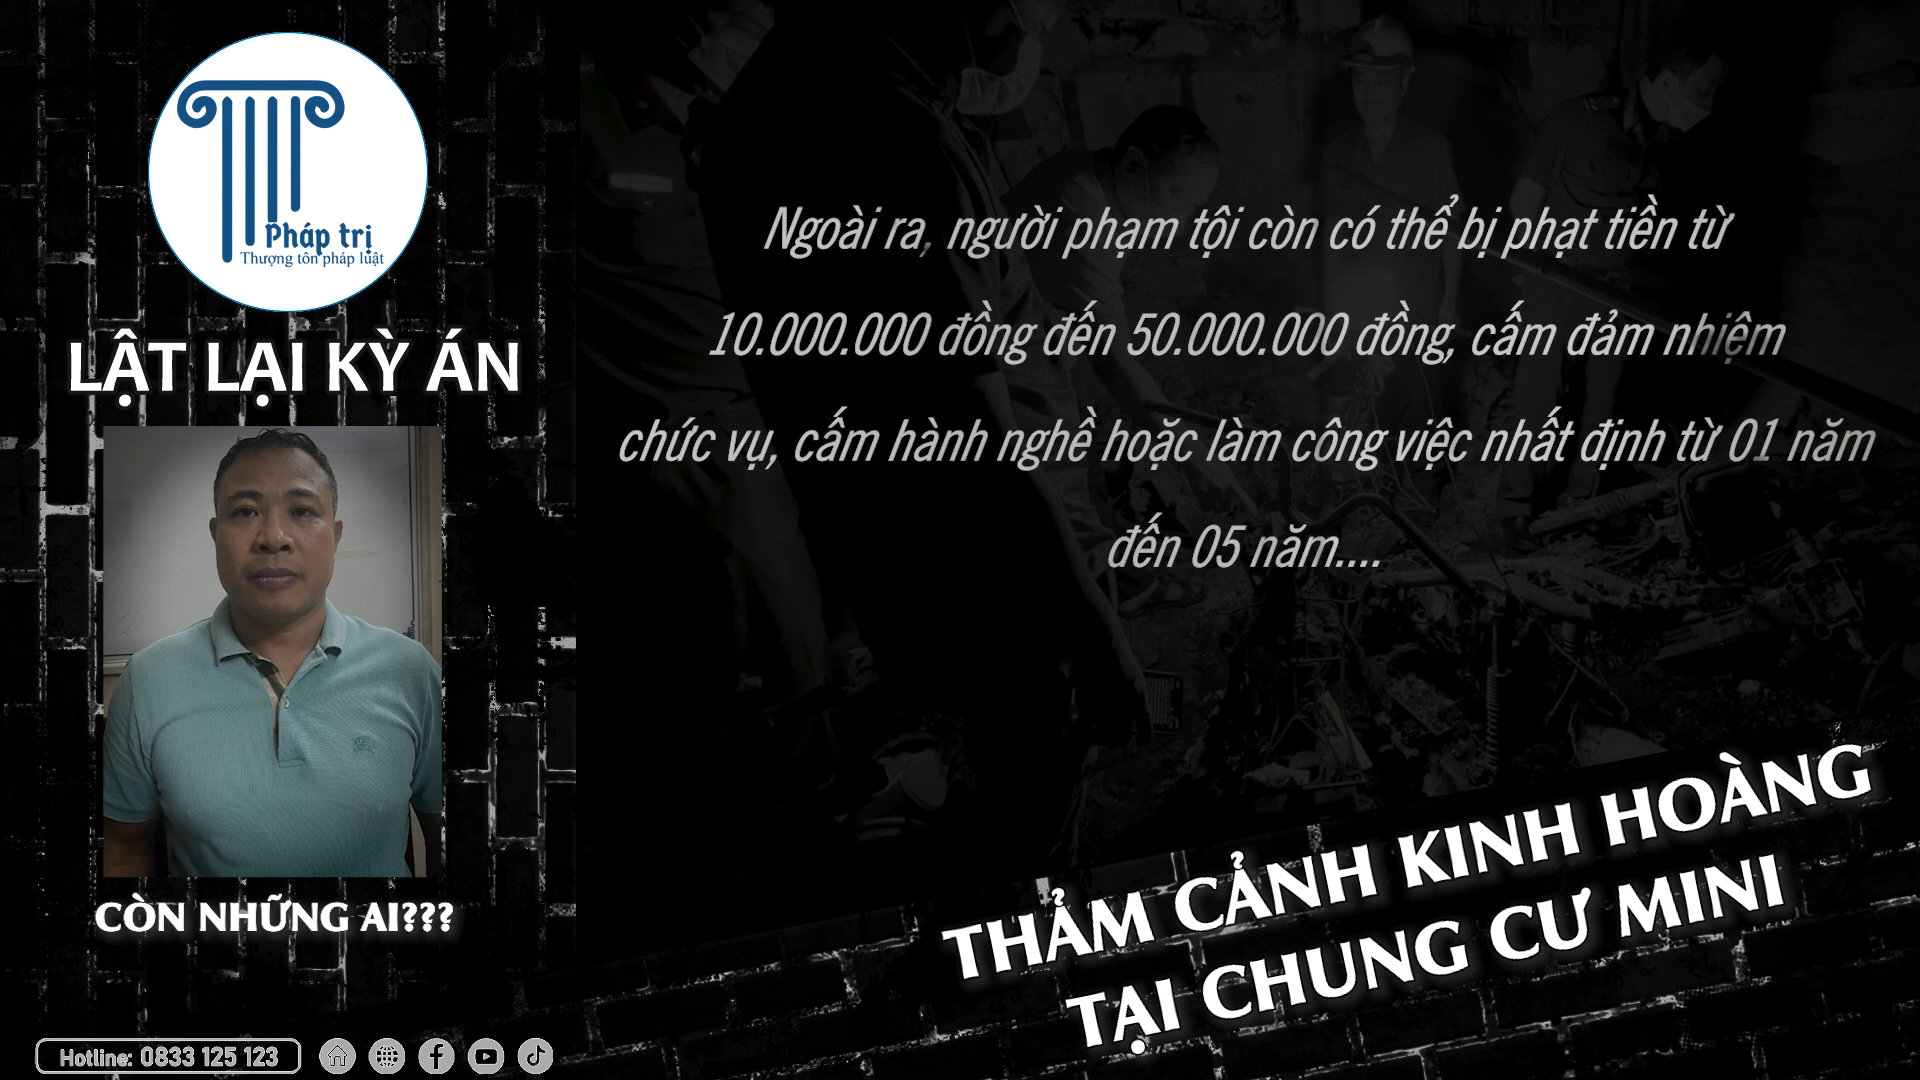 Pháp trị
Thượng tôn pháp luật
LẬT LẠI KỲ ÁN
CÒN NHỮNG AI???
Hotline: 0833 125 123
Ngoài ra, người phạm tội còn có thể bị phạt tiền từ
10.000.000 đồng đến 50.000.000 đồng, cấm đảm nhiệm
chức vụ, cấm hành nghề hoặc làm công việc nhất định từ 01 năm
đến 05 năm....
THẢM CẢNH KINH HOÀNG
TẠI CHUNG CƯ MINI